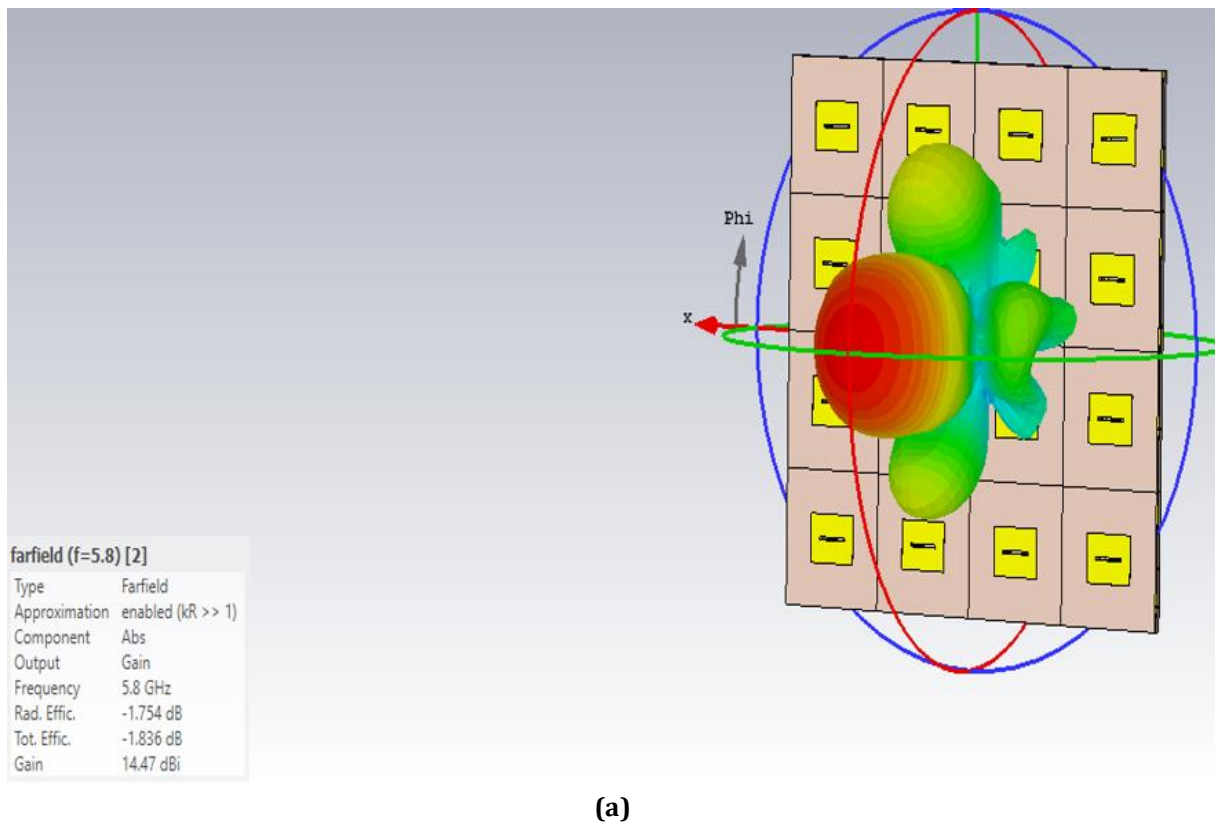 Phi
x
farfield (f=5.8) [2]
Type Farfield
Approximation enabled (kR >> 1)
Component Abs
Output Gain
Frequency 5.8 GHz
Rad. Effic. -1.754 dB
Tot. Effic. -1.836 dB
Gain 14.47 dBi
(a)